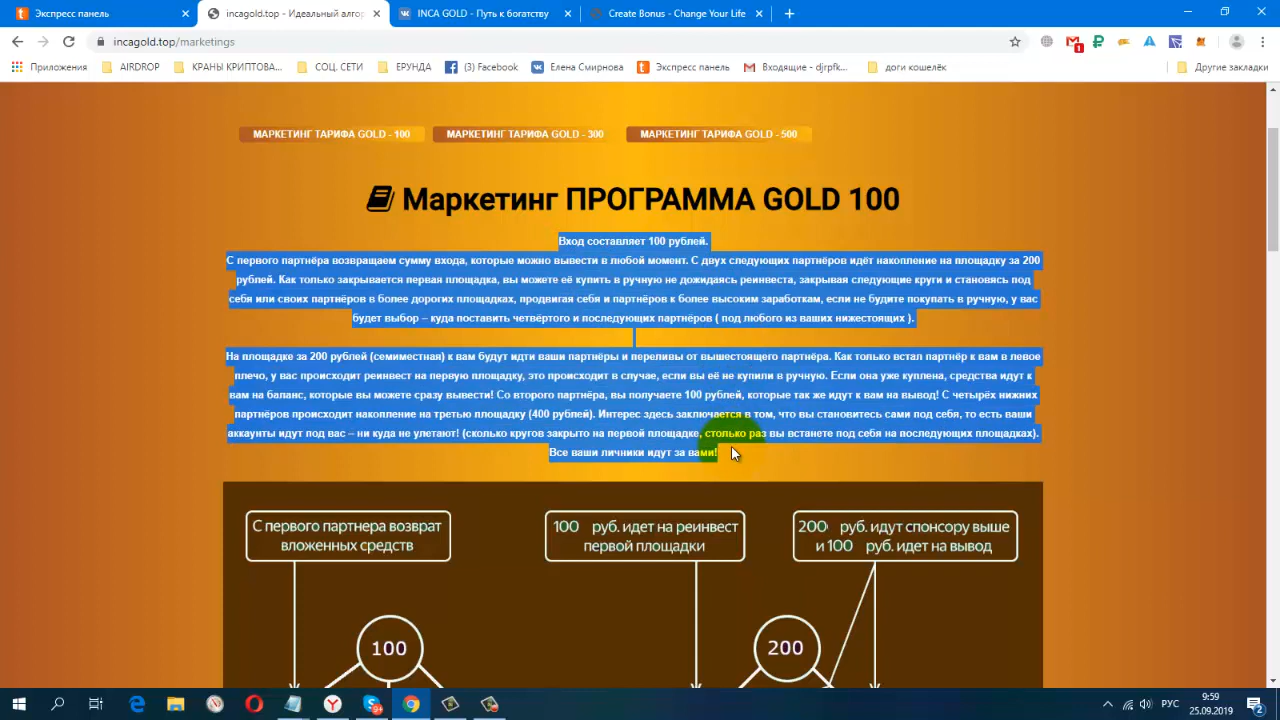 Экспресс панель
incagold.top - Идеальный алгор
INCA GOLD - Путь к богатству
Create Bonus - Change Your Life
incagold.top/marketings
1
Приложения
AIRDROP
КРАНЫ КРИПТОВА...
СОЦ. СЕТИ
ЕРУНДА
(3) Facebook
Елена Смирнова
Экспресс панель
Входящие - djrpfk...
доги кошелёк
Другие закладки
МАРКЕТИНГ ТАРИФА GOLD - 100
МАРКЕТИНГ ТАРИФА GOLD - 300
МАРКЕТИНГ ТАРИФА GOLD - 500
Маркетинг ПРОГРАММА GOLD 100
Вход составляет 100 рублей.
С первого партнёра возвращаем сумму входа, которые можно вывести в любой момент. С двух следующих партнёров идёт накопление на площадку за 200
рублей. Как только закрывается первая площадка, вы можете её купить в ручную не дожидаясь реинвеста, закрывая следующие круги и становясь под
себя или своих партнёров в более дорогих площадках, продвигая себя и партнёров к более высоким заработкам, если не будите покупать в ручную, у вас
будет выбор – куда поставить четвёртого и последующих партнёров ( под любого из ваших нижестоящих ).
На площадке за 200 рублей (семиместная) к вам будут идти ваши партнёры и переливы от вышестоящего партнёра. Как только встал партнёр к вам в левое
плечо, у вас происходит реинвест на первую площадку, это происходит в случае, если вы её не купили в ручную. Если она уже куплена, средства идут к
вам на баланс, которые вы можете сразу вывести! Со второго партнёра, вы получаете 100 рублей, которые так же идут к вам на вывод! С четырёх нижних
партнёров происходит накопление на третью площадку (400 рублей). Интерес здесь заключается в том, что вы становитесь сами под себя, то есть ваши
аккаунты идут под вас – ни куда не улетают! (сколько кругов закрыто на первой площадке, столько раз вы встанете под себя на последующих площадках).
Все ваши личники идут за вами!
С первого партнера возврат
вложенных средств
100 руб. идет на реинвест
первой площадки
200 руб. идут спонсору выше
и 100 руб. идет на вывод
100
200
РУС
9:59
25.09.2019
2